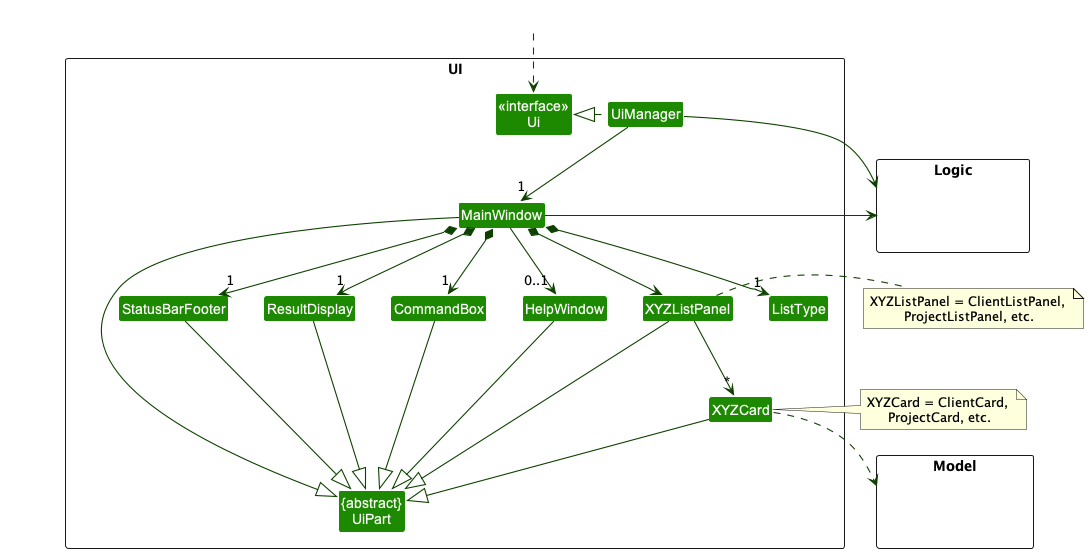 UI
«interface»
Ui
UiManager
Logic
1
MainWindow
1
1
1
0..1
1
StatusBarFooter
ResultDisplay
CommandBox
HelpWindow
XYZListPanel
ListType
XYZListPanel = ClientListPanel,
ProjectListPanel, etc.
*
XYZCard
XYZCard = ClientCard,
ProjectCard, etc.
Model
{abstract}
UiPart